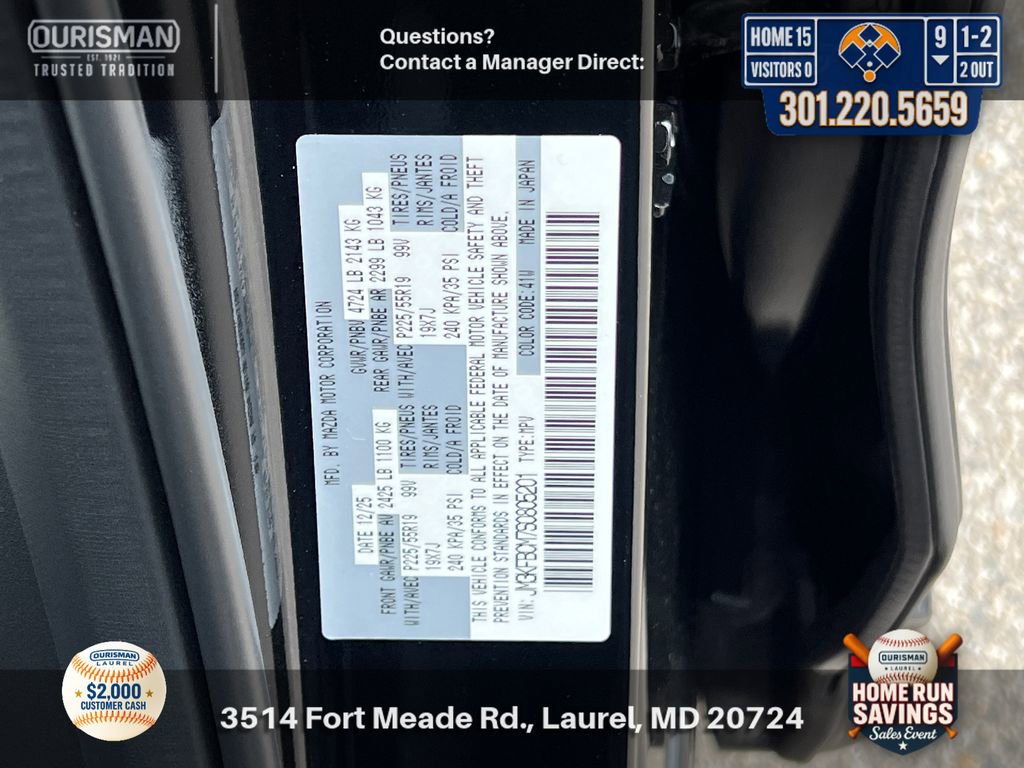 OURISMAN
EST. 1921
TRUSTED TRADITION
Questions?
Contact a Manager Direct:
HOME 15
VISITORS 0
9
1-2
2 OUT
301.220.5659
MFD. BY MAZDA MOTOR CORPORATION
DATE 12/25 GVWR/PNBV 4724 LB 2143 KG
FRONT GAWR/PNBE AV 2425 LB 1100 KG REAR GAWR/PNBE AR 2299 LB 1043 KG
WITH/AVEC P225/55R19 99V TIRES/PNEUS WITH/AVEC P225/55R19 99V TIRES/PNEUS
19X7J RIMS/JANTES 19X7J RIMS/JANTES
240 KPA/35 PSI COLD/A FROID 240 KPA/35 PSI COLD/A FROID
THIS VEHICLE CONFORMS TO ALL APPLICABLE FEDERAL MOTOR VEHICLE SAFETY AND THEFT
PREVENTION STANDARDS IN EFFECT ON THE DATE OF MANUFACTURE SHOWN ABOVE.
VIN: TYPE:MPV COLOR CODE:41W MADE IN JAPAN
OURISMAN
LAUREL
$2,000
CUSTOMER CASH
3514 Fort Meade Rd., Laurel, MD 20724
OURISMAN
LAUREL
HOME RUN
SAVINGS
Sales Event